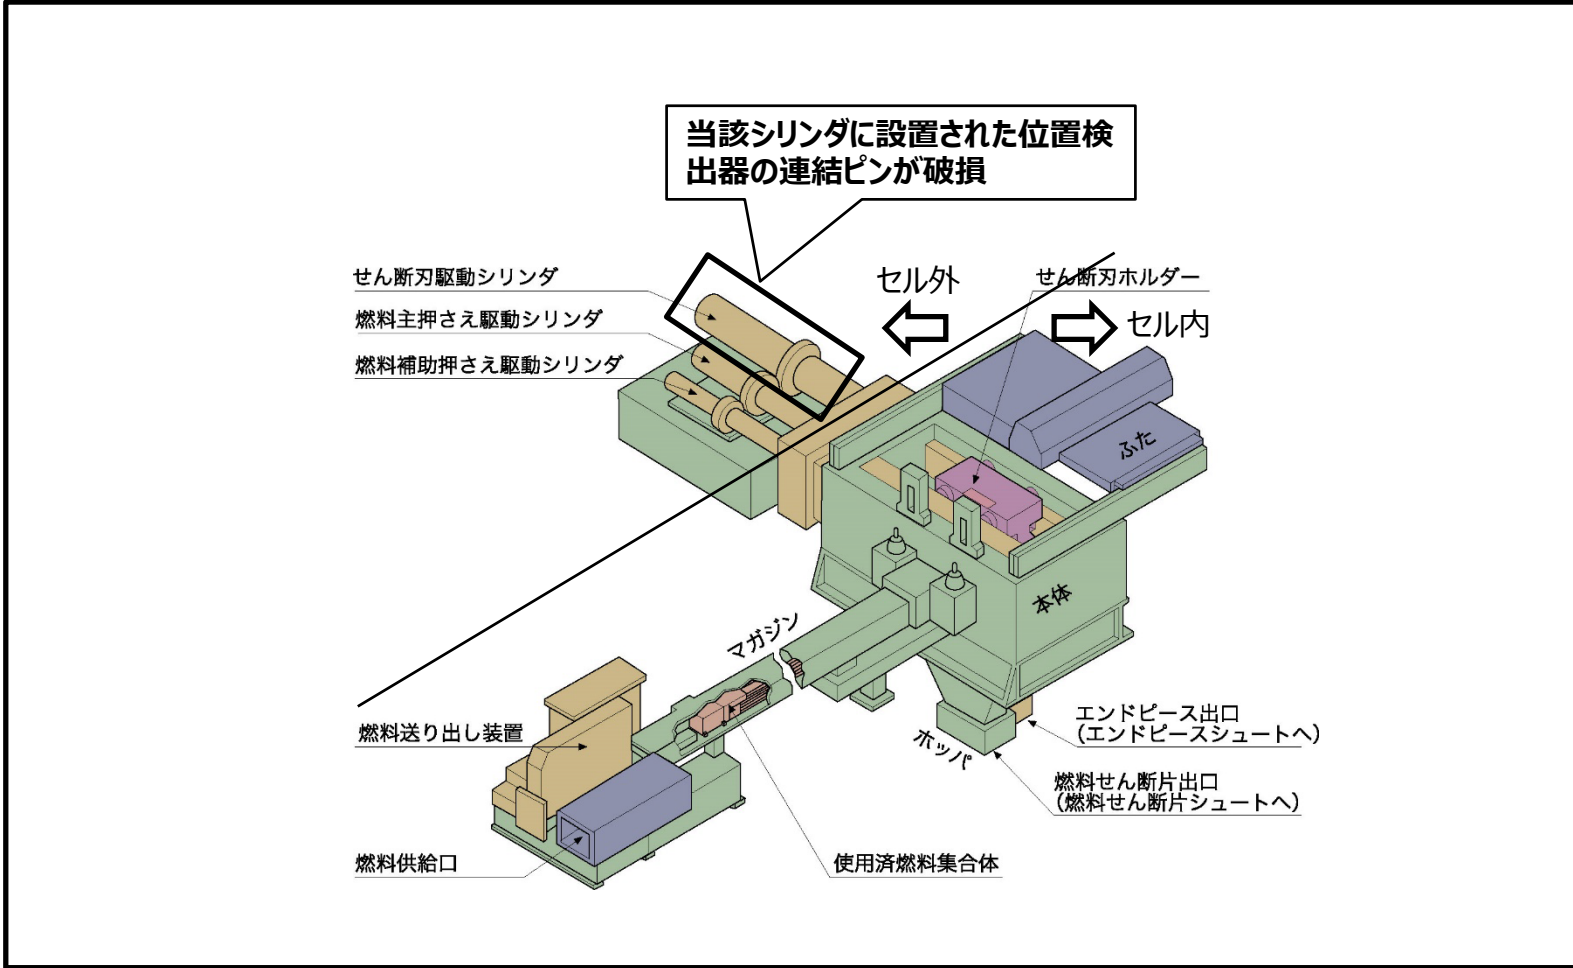 当該シリンダに設置された位置検
出器の連結ピンが破損
せん断刃駆動シリンダ
燃料主押さえ駆動シリンダ
燃料補助押さえ駆動シリンダ
セル外
せん断刃ホルダー
セル内
ふた
本体
マガジン
燃料送り出し装置
ホッパ
エンドピース出口
(エンドピースシュートへ)
燃料せん断片出口
(燃料せん断片シュートへ)
燃料供給口
使用済燃料集合体